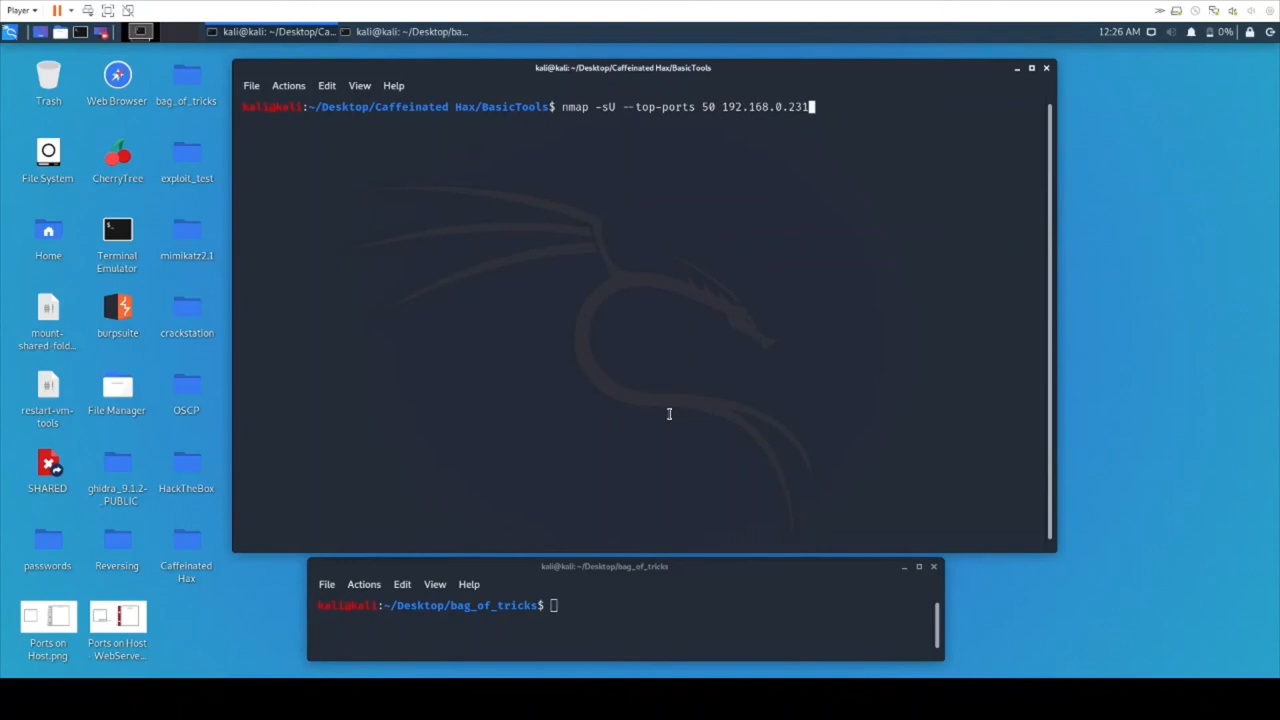 Player
kali@kali: ~/Desktop/Ca...
kali@kali: ~/Desktop/ba...
12:26 AM
0%
Trash
Web Browser
bag_of_tricks
File System
CherryTree
exploit_test
Home
Terminal
Emulator
mimikatz2.1
mount-
shared-fold...
burpsuite
crackstation
restart-vm-
tools
File Manager
OSCP
SHARED
ghidra_9.1.2-
_PUBLIC
HackTheBox
passwords
Reversing
Caffeinated
Hax
Ports on
Host.png
Ports on Host
- WebServe...
kali@kali: ~/Desktop/Caffeinated Hax/BasicTools
File Actions Edit View Help
kali@kali:~/Desktop/Caffeinated Hax/BasicTools$ nmap -sU --top-ports 50 192.168.0.231
kali@kali: ~/Desktop/bag_of_tricks
File Actions Edit View Help
kali@kali:~/Desktop/bag_of_tricks$